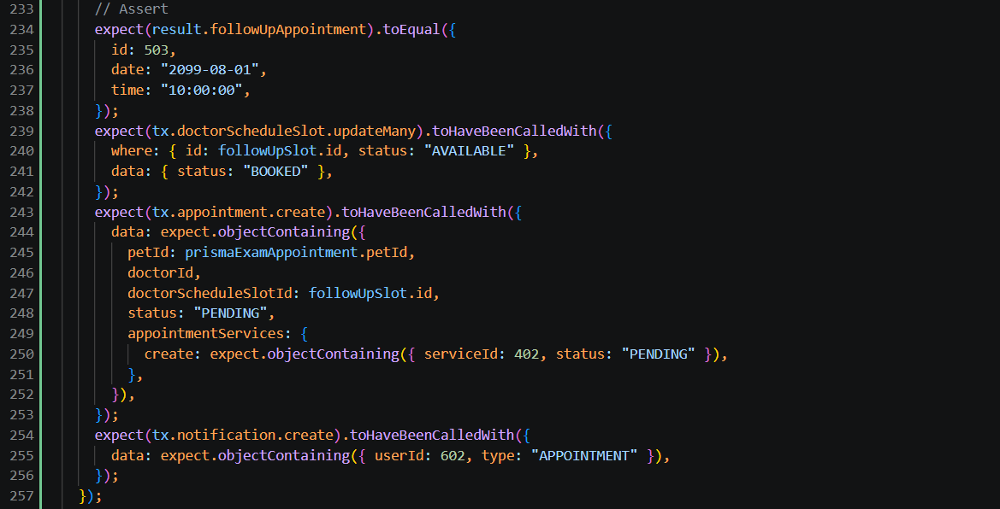 233 // Assert
234 expect(result.followUpAppointment).toEqual({
235 id: 503,
236 date: "2099-08-01",
237 time: "10:00:00",
238 });
239 expect(tx.doctorScheduleSlot.updateMany).toHaveBeenCalledWith({
240 where: { id: followUpSlot.id, status: "AVAILABLE" },
241 data: { status: "BOOKED" },
242 });
243 expect(tx.appointment.create).toHaveBeenCalledWith({
244 data: expect.objectContaining({
245 petId: prismaExamAppointment.petId,
246 doctorId,
247 doctorScheduleSlotId: followUpSlot.id,
248 status: "PENDING",
249 appointmentServices: {
250 create: expect.objectContaining({ serviceId: 402, status: "PENDING" }),
251 },
252 }),
253 });
254 expect(tx.notification.create).toHaveBeenCalledWith({
255 data: expect.objectContaining({ userId: 602, type: "APPOINTMENT" }),
256 });
257 });